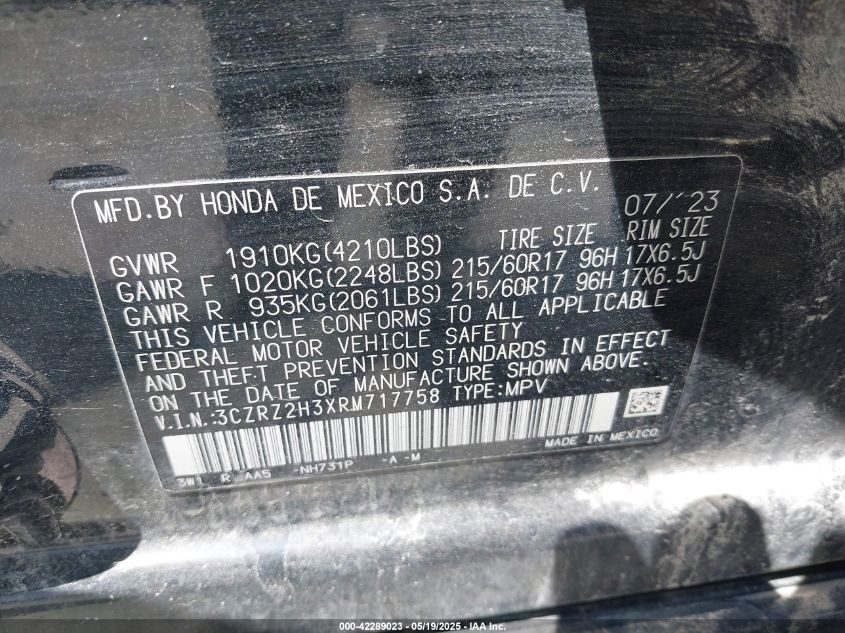 MFD.BY HONDA DE MEXICO S.A. DE C.V. 07/'23
TIRE SIZE RIM SIZE
GVWR 1910KG(4210LBS)
GAWR F 1020KG(2248LBS) 215/60R17 96H 17X6.5J
GAWR R 935KG(2061LBS) 215/60R17 96H 17X6.5J
THIS VEHICLE CONFORMS TO ALL APPLICABLE
FEDERAL MOTOR VEHICLE SAFETY
AND THEFT PREVENTION STANDARDS IN EFFECT
ON THE DATE OF MANUFACTURE SHOWN ABOVE.
V.I.N.:3CZRZ2H3XRM717758 TYPE:MPV
MADE IN MEXICO
3W1 R AA5 -NH731P -A-M
000-42289023 - 05/19/2025 - IAA Inc.